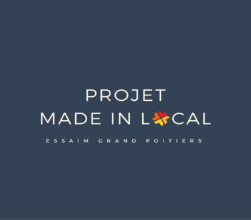 PROJET
MADE IN LOCAL
ESSAIM GRAND POITIERS